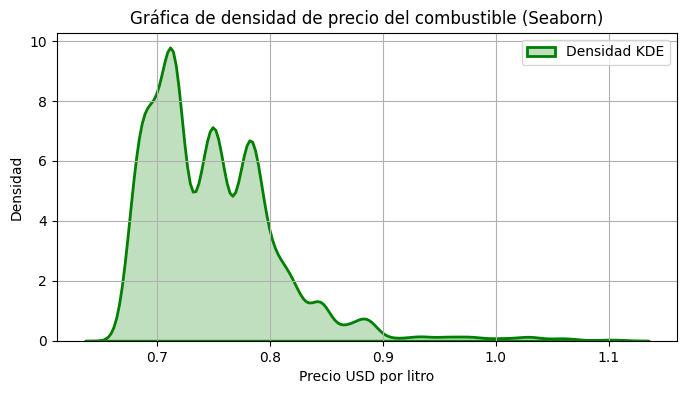 Gráfica de densidad de precio del combustible (Seaborn)
Densidad KDE
Densidad
10
8
6
4
2
0
0.7 0.8 0.9 1.0 1.1
Precio USD por litro